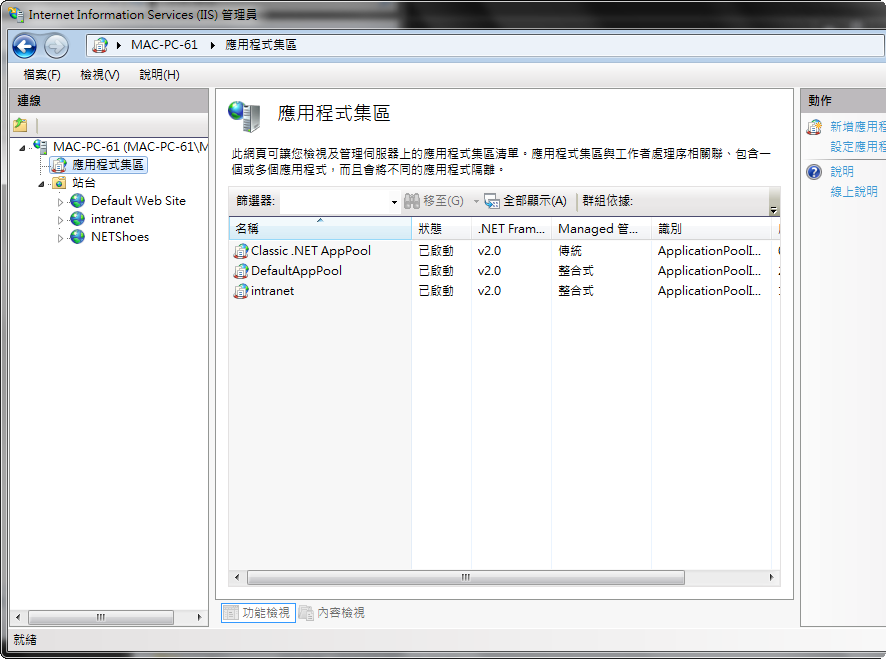 Internet Information Services (IIS) 管理員
MAC-PC-61 應用程式集區
檔案(F) 檢視(V) 說明(H)
連線
MAC-PC-61 (MAC-PC-61\M
應用程式集區
站台
Default Web Site
intranet
NETShoes
應用程式集區
此網頁可讓您檢視及管理伺服器上的應用程式集區清單。應用程式集區與工作者處理序相關聯、包含一
個或多個應用程式，而且會將不同的應用程式隔離。
篩選器: 移至(G) 全部顯示(A) 群組依據:
名稱 狀態 .NET Fram... Managed 管... 識別
Classic .NET AppPool 已啟動 v2.0 傳統 ApplicationPoolI...
DefaultAppPool 已啟動 v2.0 整合式 ApplicationPoolI...
intranet 已啟動 v2.0 整合式 ApplicationPoolI...
功能檢視 內容檢視
動作
新增應用程
設定應用程
說明
線上說明
就緒